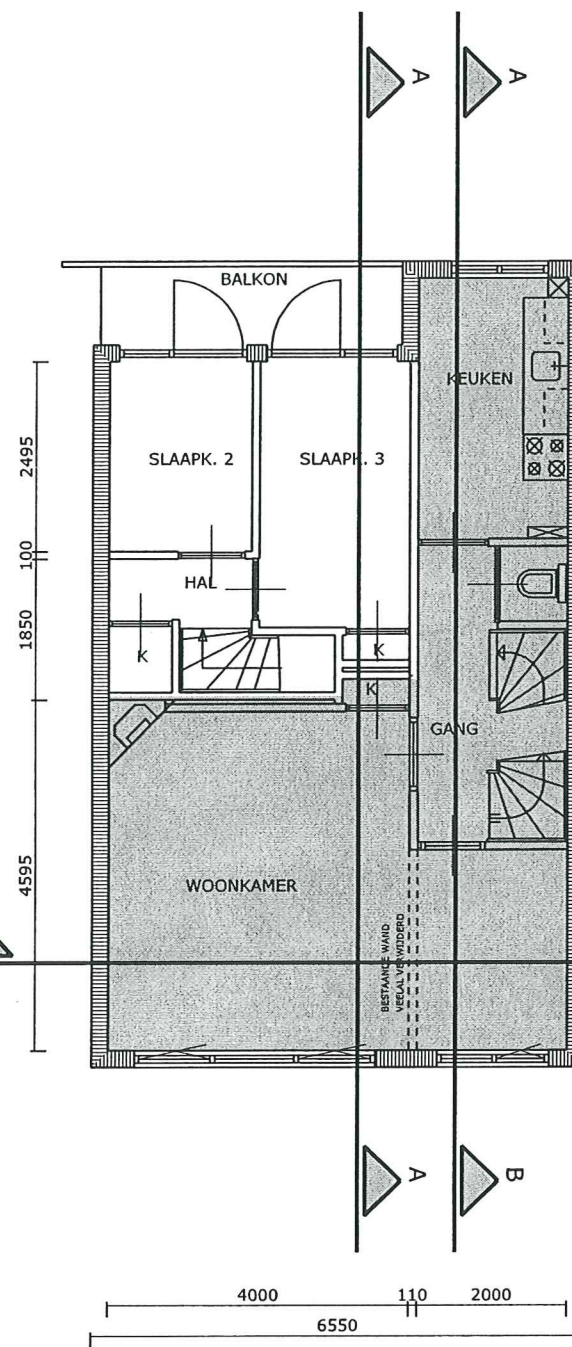 A
A
BALKON
KEUKEN
SLAAPK. 2
SLAAPK. 3
2495
100
HAL
1850
K
K
K
GANG
4595
WOONKAMER
BESTAANDE WAND
VEELAL VERWIJDERD
A
B
4000
110
2000
6550